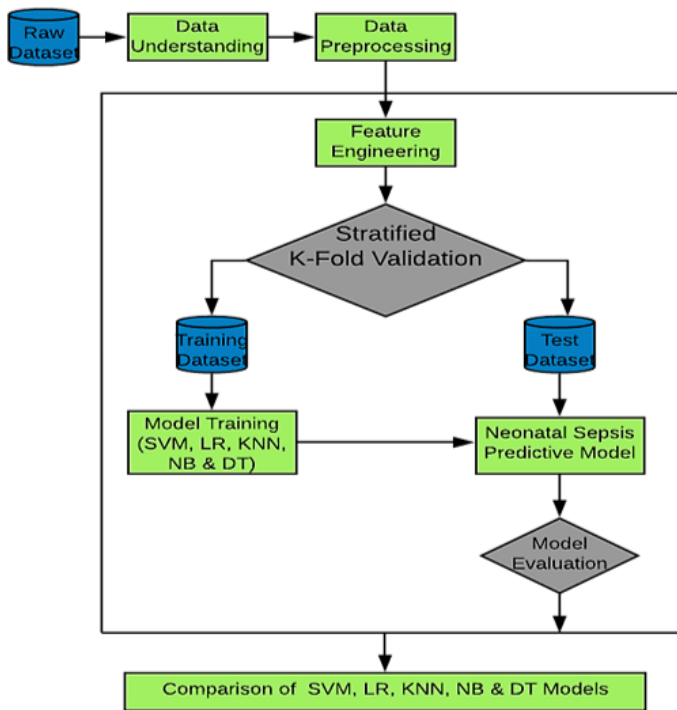 Raw
Dataset
Data
Understanding
Data
Preprocessing
Feature
Engineering
Stratified
K-Fold Validation
Training
Dataset
Test
Dataset
Model Training
(SVM, LR, KNN,
NB & DT)
Neonatal Sepsis
Predictive Model
Model
Evaluation
Comparison of SVM, LR, KNN, NB & DT Models